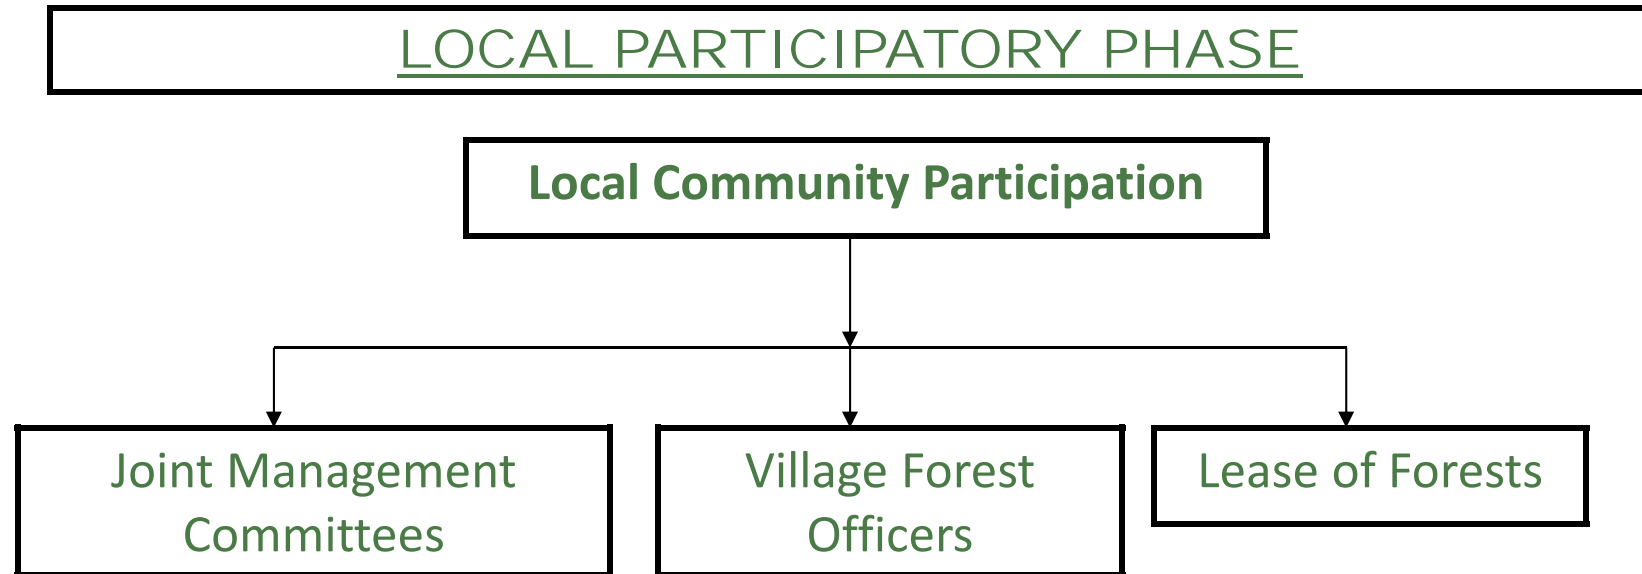 LOCAL PARTICIPATORY PHASE
Local Community Participation
Joint Management
Committees
Village Forest
Officers
Lease of Forests